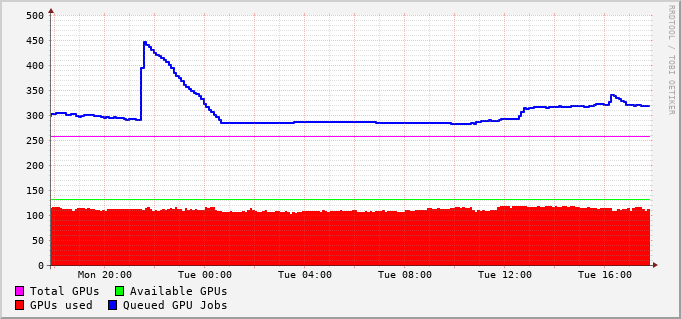 500
450
400
350
300
250
200
150
100
50
0
Mon 20:00 Tue 00:00 Tue 04:00 Tue 08:00 Tue 12:00 Tue 16:00
Total GPUs Available GPUs
GPUs used Queued GPU Jobs
RRDTOOL / TOBI OETIKER